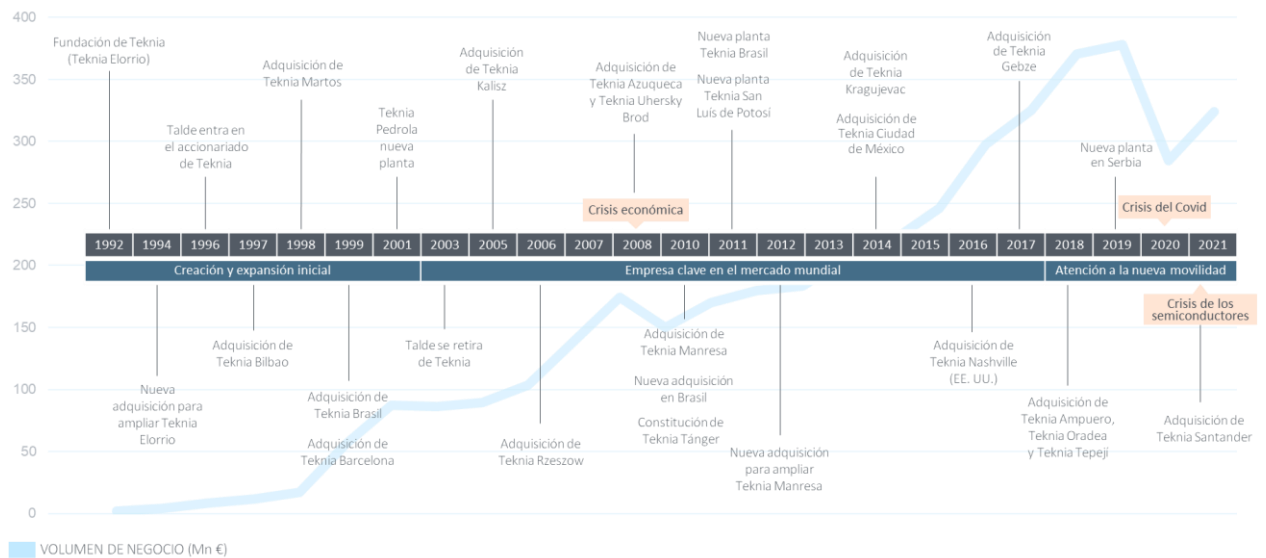 400
350
300
250
200
150
100
50
0
Fundación de Teknia
(Teknia Elorrio)
Talde entra en
el accionariado
de Teknia
Adquisición de
Teknia Martos
Teknia
Pedrola
nueva
planta
Adquisición
de Teknia
Kalisz
Adquisición de
Teknia Azuqueca
y Teknia Uhersky
Brod
Crisis económica
Nueva planta
Teknia Brasil
Nueva planta
Teknia San
Luís de Potosí
Adquisición
de Teknia
Kragujevac
Adquisición de
Teknia Ciudad
de México
Adquisición
de Teknia
Gebze
Nueva planta
en Serbia
Crisis del Covid
1992 1994 1996 1997 1998 1999 2001 2003 2005 2006 2007 2008 2010 2011 2012 2013 2014 2015 2016 2017 2018 2019 2020 2021
Creación y expansión inicial Empresa clave en el mercado mundial Atención a la nueva movilidad
Nueva
adquisición para
ampliar Teknia
Elorrio
Adquisición de
Teknia Bilbao
Adquisición de
Teknia Brasil
Adquisición de
Teknia Barcelona
Talde se retira
de Teknia
Adquisición de
Teknia Rzeszow
Adquisición de
Teknia Manresa
Nueva adquisición
en Brasil
Constitución de
Teknia Tánger
Nueva adquisición
para ampliar
Teknia Manresa
Adquisición de
Teknia Nashville
(EE. UU.)
Adquisición de
Teknia Ampuero,
Teknia Oradea
y Teknia Tepejí
Crisis de los
semiconductores
Adquisición de
Teknia Santander
VOLUMEN DE NEGOCIO (Mn €)